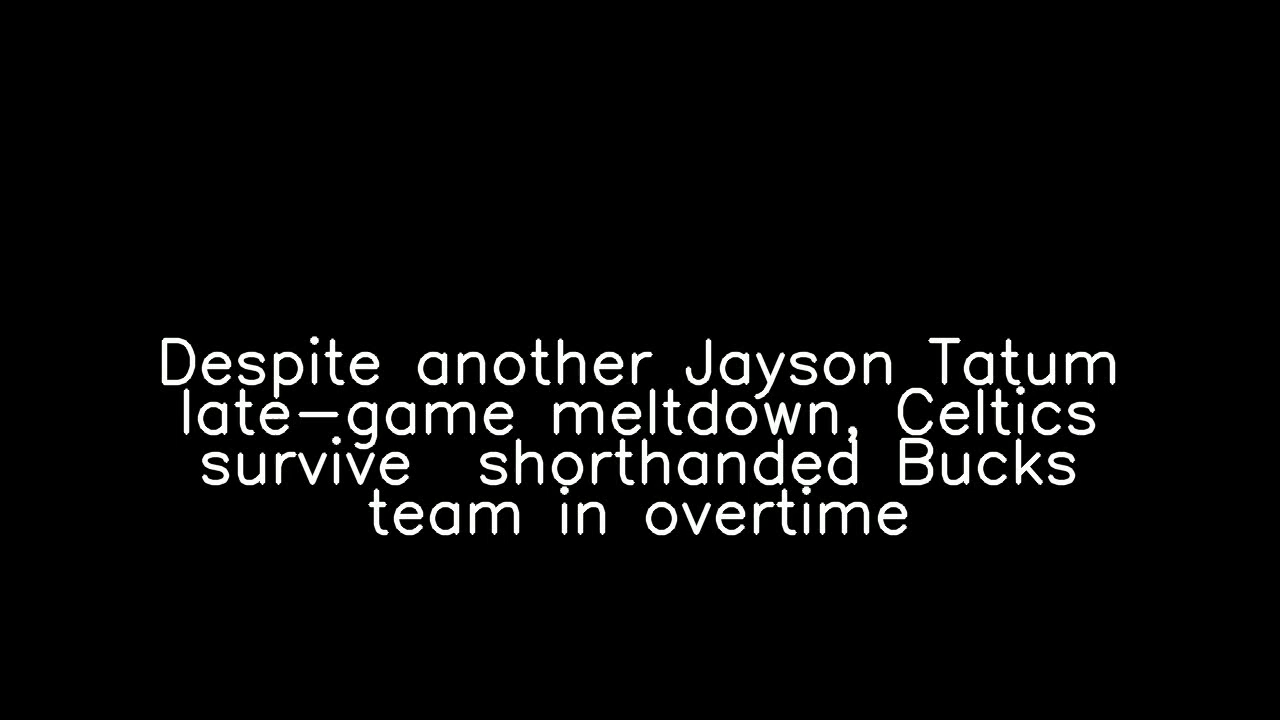 Despite another Jayson Tatum
late-game meltdown, Celtics
survive  shorthanded Bucks
team in overtime